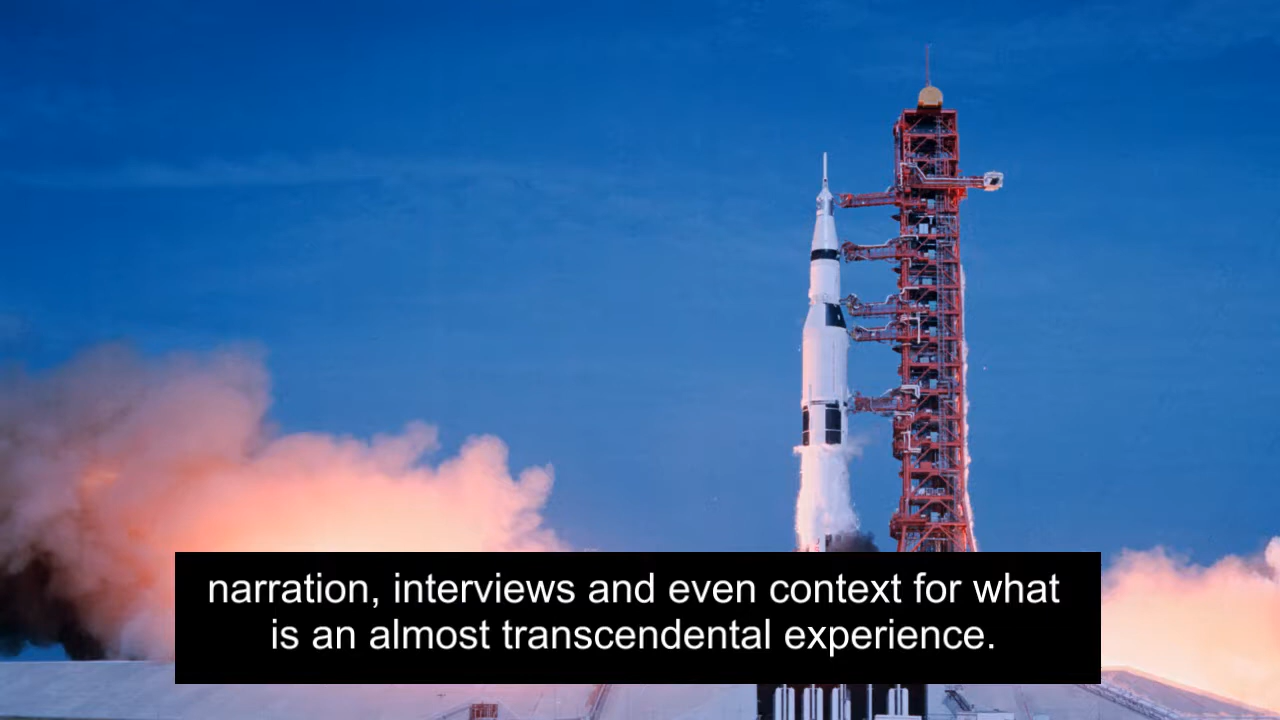 narration, interviews and even context for what
is an almost transcendental experience.